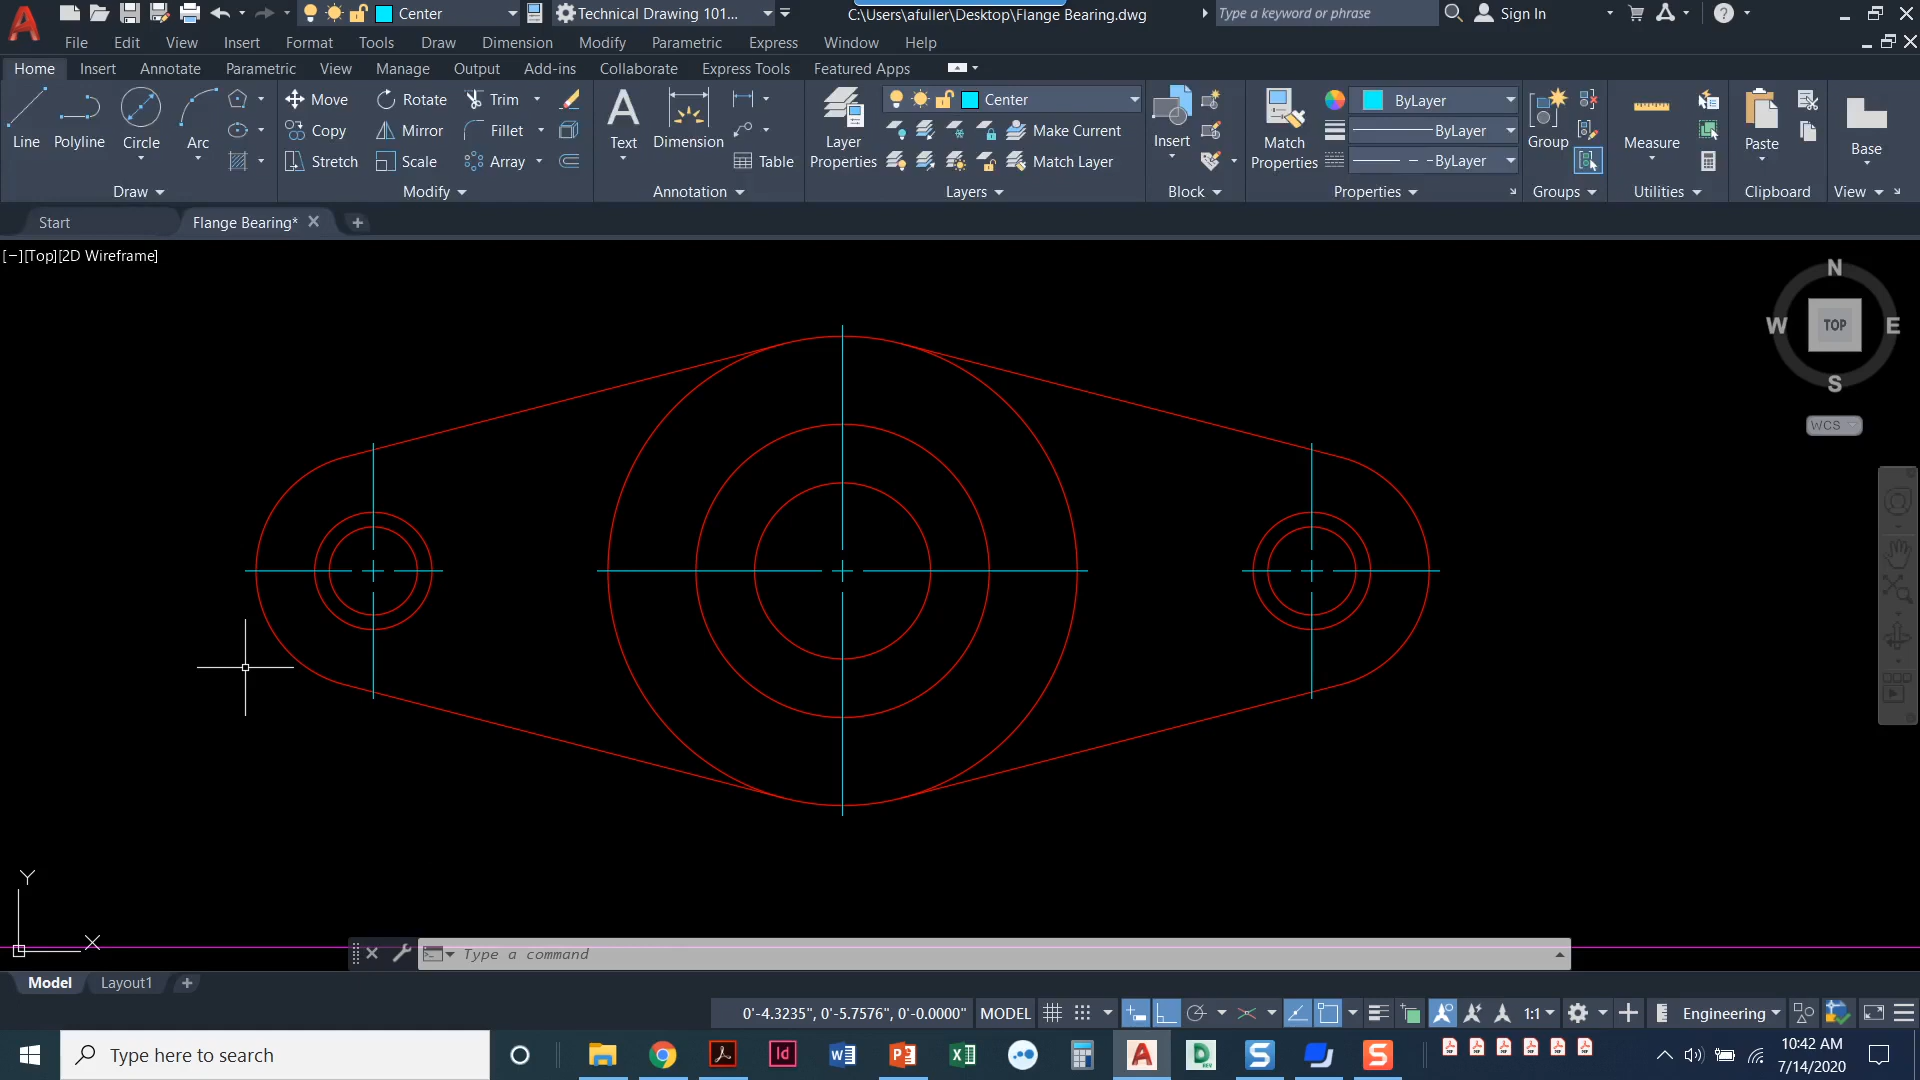 Center
Technical Drawing 101...
C:\Users\afuller\Desktop\Flange Bearing.dwg
Type a keyword or phrase
Sign In
File Edit View Insert Format Tools Draw Dimension Modify Parametric Express Window Help
Home Insert Annotate Parametric View Manage Output Add-ins Collaborate Express Tools Featured Apps
Line Polyline Circle Arc
Draw
Move Rotate Trim
Copy Mirror Fillet
Stretch Scale Array
Modify
Text Dimension Table
Annotation
Layer Properties
Center
Make Current
Match Layer
Layers
Insert
Block
Match Properties
ByLayer
ByLayer
ByLayer
Properties
Group
Groups
Measure
Utilities
Paste
Clipboard
Base
View
Start
Flange Bearing*
[−][Top][2D Wireframe]
N
W TOP E
S
WCS
Y
X
Type a command
Model Layout1
0'-4.3235", 0'-5.7576", 0'-0.0000" MODEL 1:1 Engineering
Type here to search
10:42 AM
7/14/2020